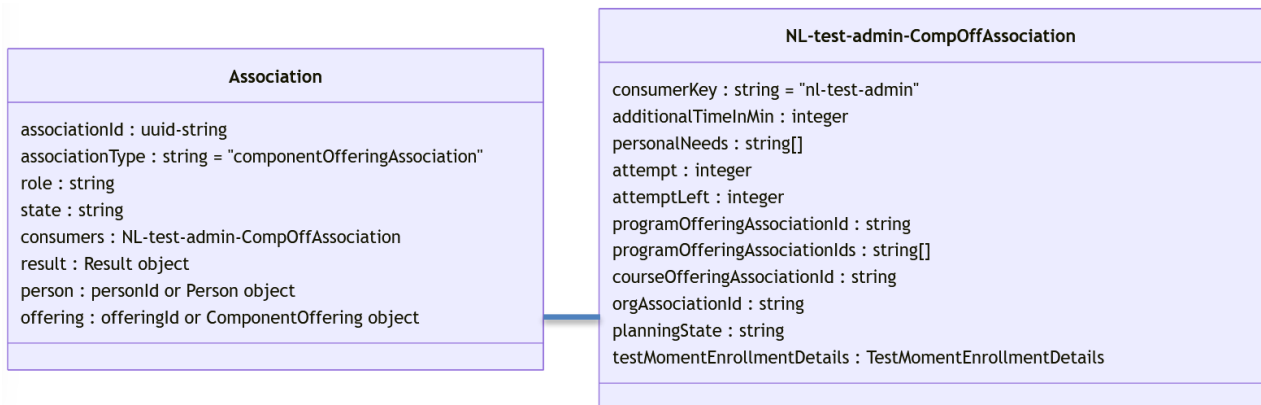 Association
associationId : uuid-string
associationType : string = "componentOfferingAssociation"
role : string
state : string
consumers : NL-test-admin-CompOffAssociation
result : Result object
person : personId or Person object
offering : offeringId or ComponentOffering object
NL-test-admin-CompOffAssociation
consumerKey : string = "nl-test-admin"
additionalTimeInMin : integer
personalNeeds : string[]
attempt : integer
attemptLeft : integer
programOfferingAssociationId : string
programOfferingAssociationIds : string[]
courseOfferingAssociationId : string
orgAssociationId : string
planningState : string
testMomentEnrollmentDetails : TestMomentEnrollmentDetails